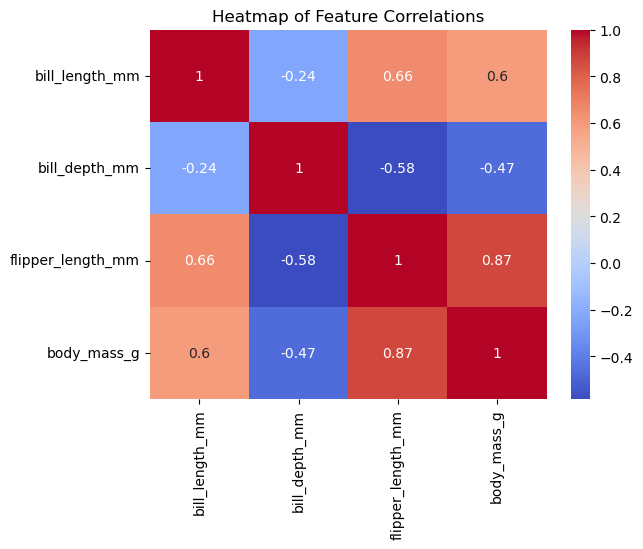 Heatmap of Feature Correlations
bill_length_mm
1
-0.24
0.66
0.6
bill_depth_mm
-0.24
1
-0.58
-0.47
flipper_length_mm
0.66
-0.58
1
0.87
body_mass_g
0.6
-0.47
0.87
1
bill_length_mm
bill_depth_mm
flipper_length_mm
body_mass_g
1.0
0.8
0.6
0.4
0.2
0.0
−0.2
−0.4